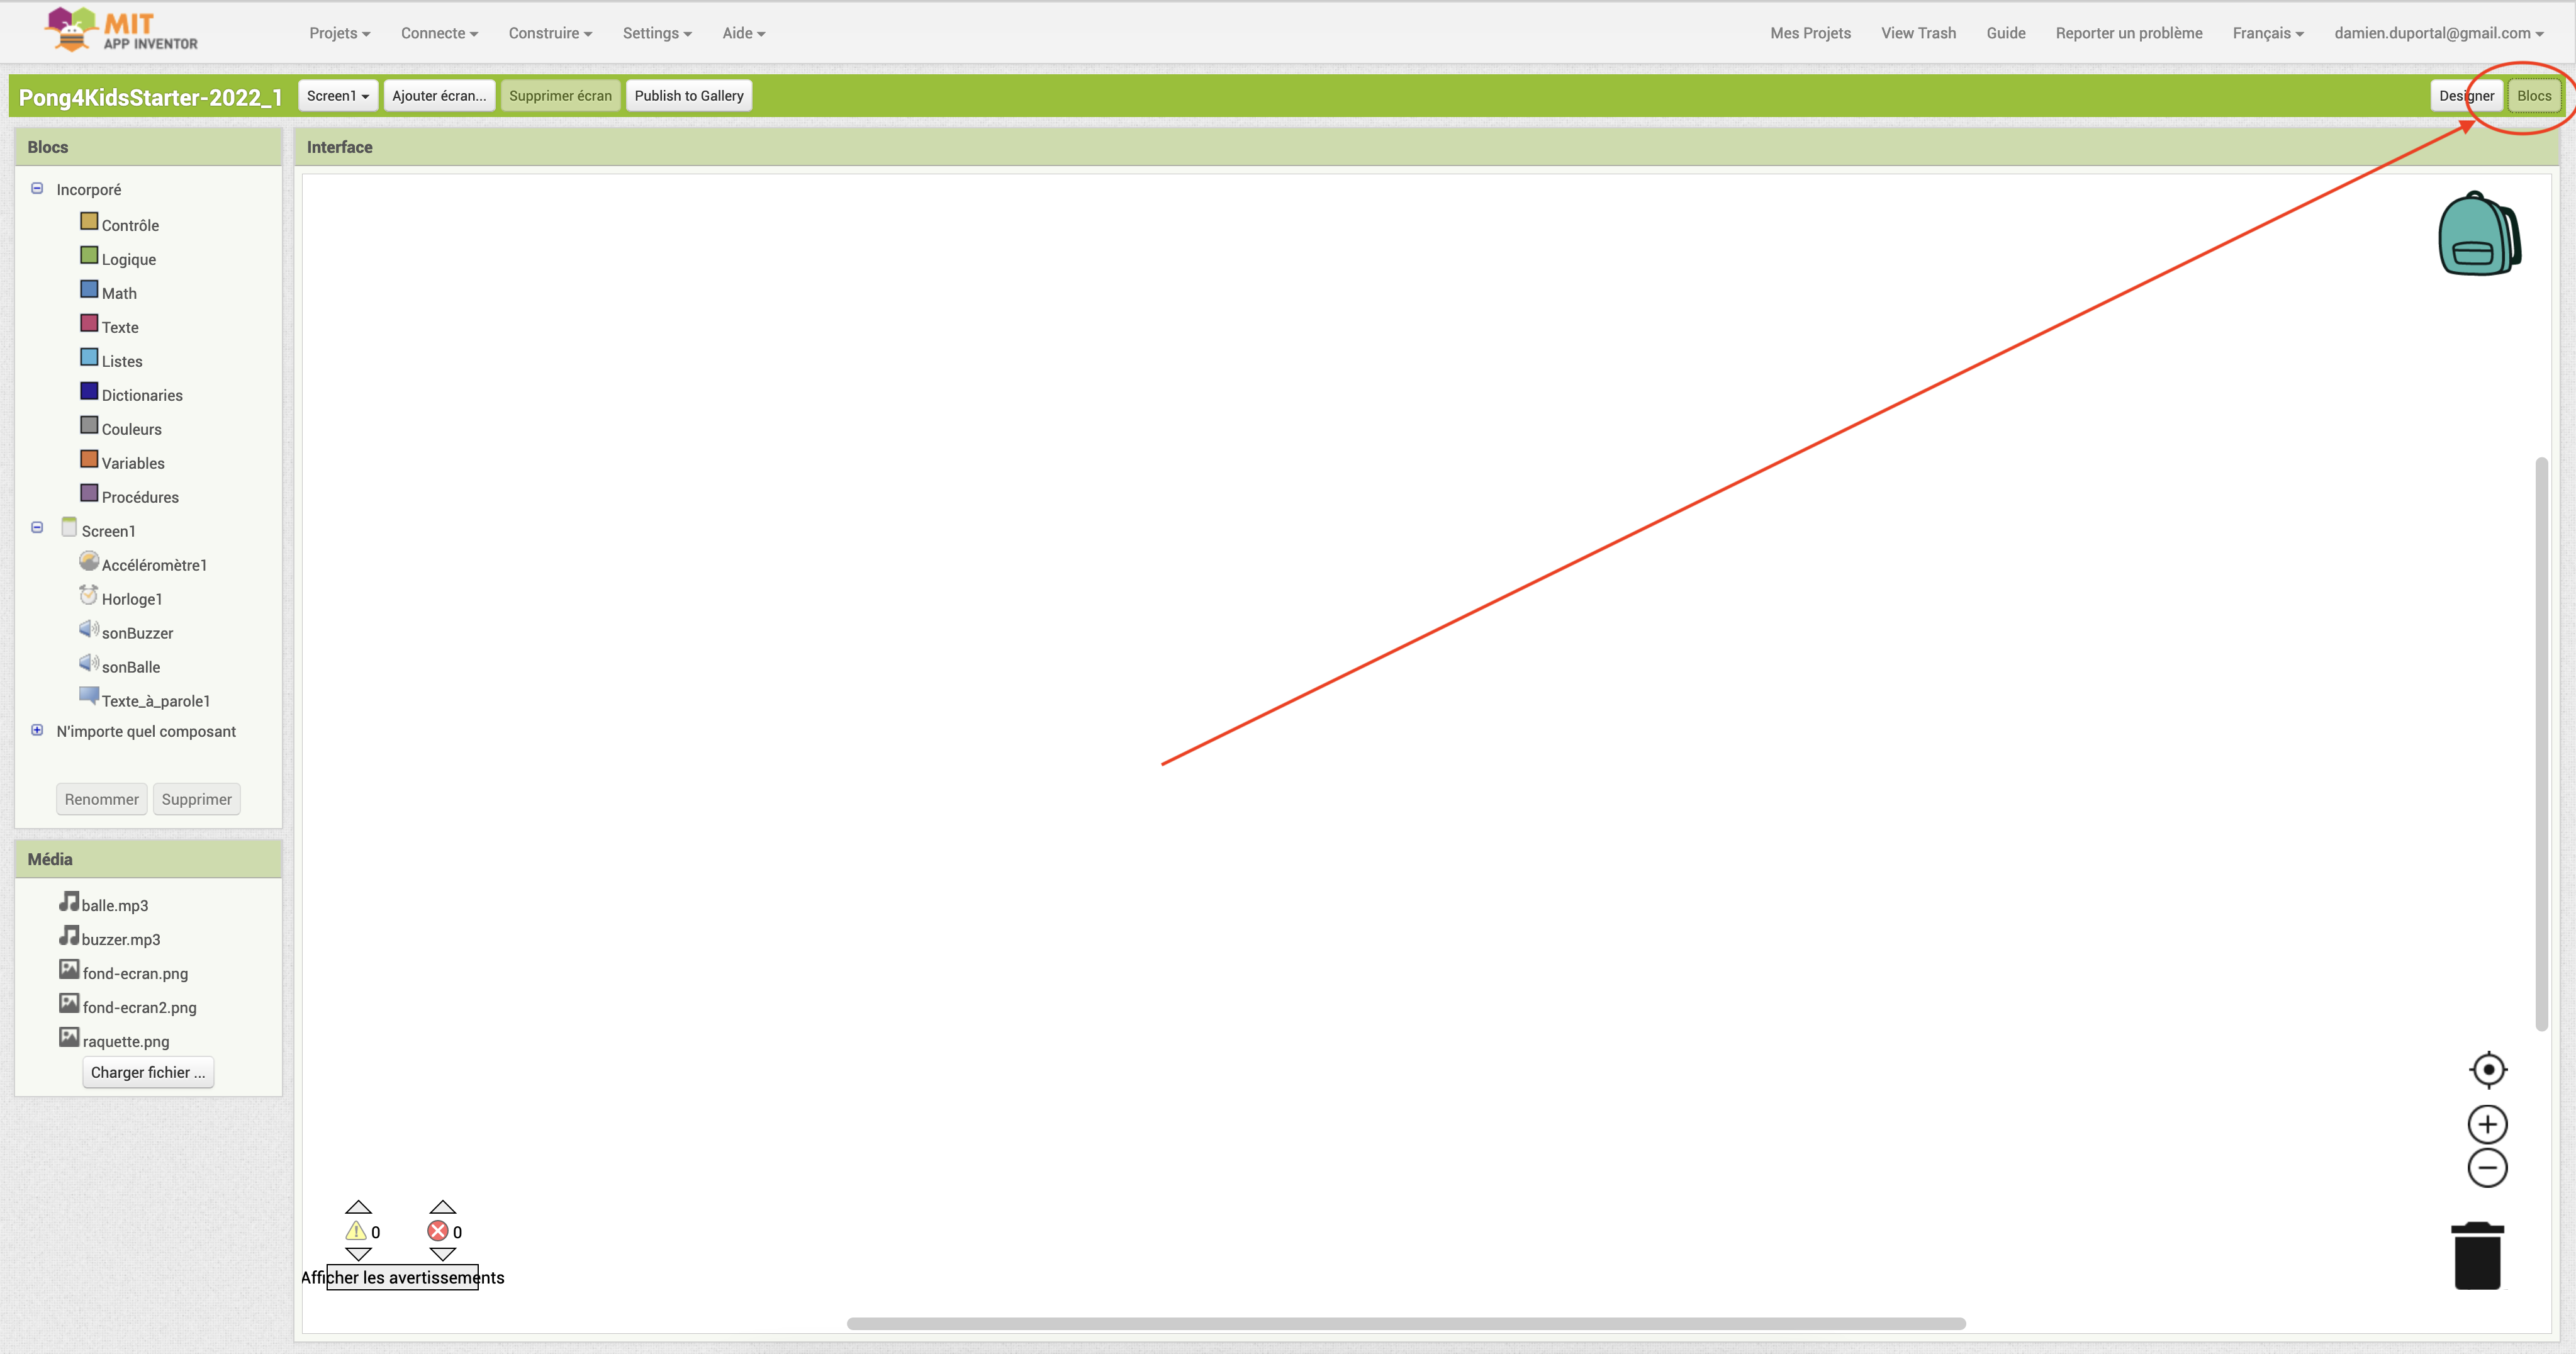 MIT
APP INVENTOR
Projets Connecte Construire Settings Aide Mes Projets View Trash Guide Reporter un problème Français damien.duportal@gmail.com
Pong4KidsStarter-2022_1 Screen1 Ajouter écran... Supprimer écran Publish to Gallery Designer Blocs
Blocs
Incorporé
Contrôle
Logique
Math
Texte
Listes
Dictionaries
Couleurs
Variables
Procédures
Screen1
Accéléromètre1
Horloge1
sonBuzzer
sonBalle
Texte_à_parole1
N'importe quel composant
Renommer Supprimer
Média
balle.mp3
buzzer.mp3
fond-ecran.png
fond-ecran2.png
raquette.png
Charger fichier ...
Interface
0 0
Afficher les avertissements